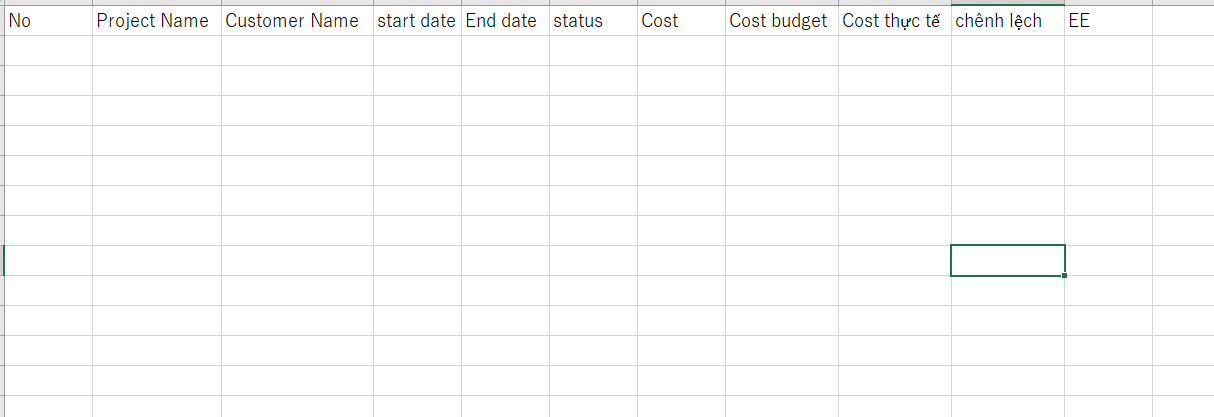 No Project Name Customer Name start date End date status Cost Cost budget Cost thực tế chênh lệch EE